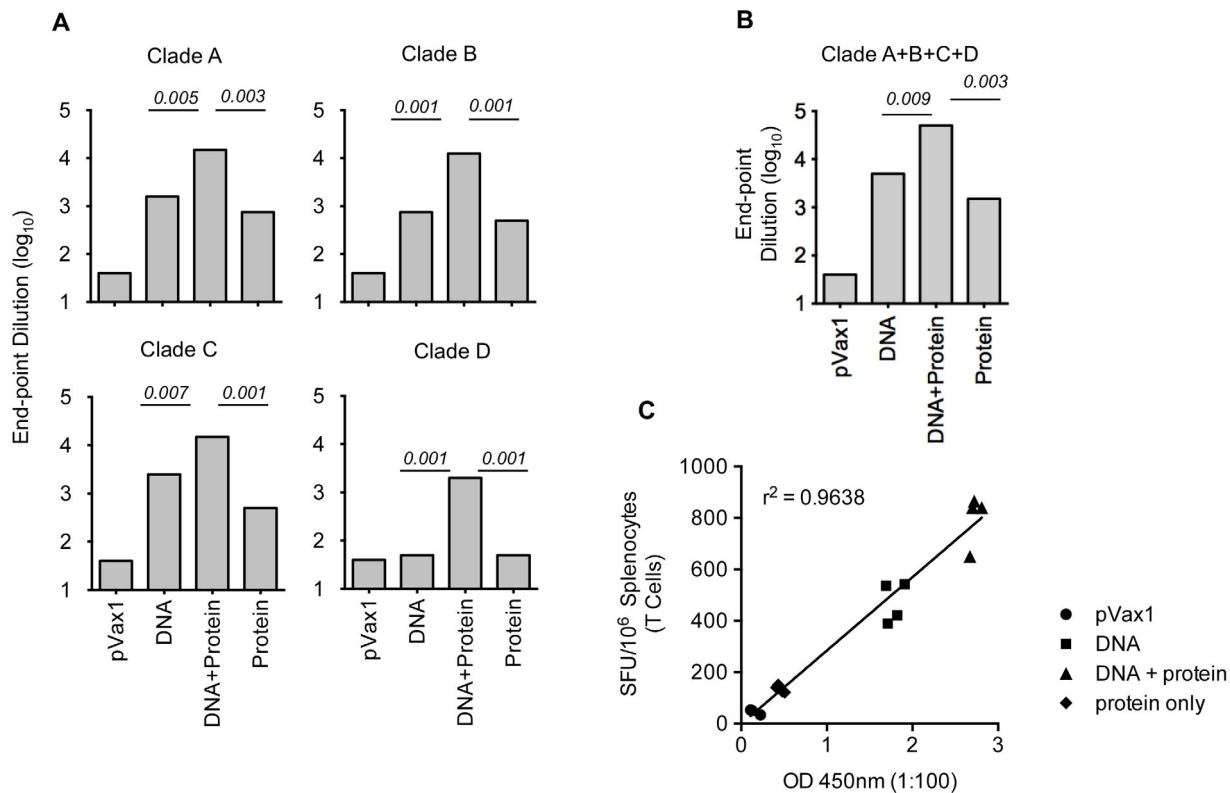 A
Clade A
0.005
0.003
5
4
3
2
1
Clade B
0.001
0.001
5
4
3
2
1
End-point Dilution (log10)
Clade C
0.007
0.001
5
4
3
2
1
pVax1
DNA
DNA+Protein
Protein
Clade D
0.001
0.001
5
4
3
2
1
pVax1
DNA
DNA+Protein
Protein
B
Clade A+B+C+D
0.009
0.003
End-point
Dilution (log10)
5
4
3
2
1
pVax1
DNA
DNA+Protein
Protein
C
r² = 0.9638
SFU/10⁶ Splenocytes
(T Cells)
1000
800
600
400
200
0
0 1 2 3
OD 450nm (1:100)
pVax1
DNA
DNA + protein
protein only